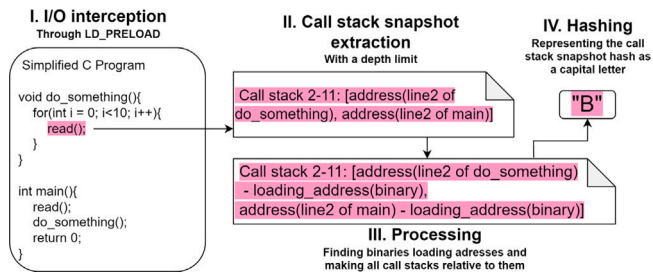 I. I/O interception
Through LD_PRELOAD
Simplified C Program
void do_something(){
for(int i = 0; i<10; i++){
read();
}
}
int main(){
read();
do_something();
return 0;
}
II. Call stack snapshot
extraction
With a depth limit
Call stack 2-11: [address(line2 of
do_something), address(line2 of main)]
Call stack 2-11: [address(line2 of do_something)
- loading_address(binary),
address(line2 of main) - loading_address(binary)]
III. Processing
Finding binaries loading adresses and
making all call stacks relative to them
IV. Hashing
Representing the call
stack snapshot hash as
a capital letter
"B"